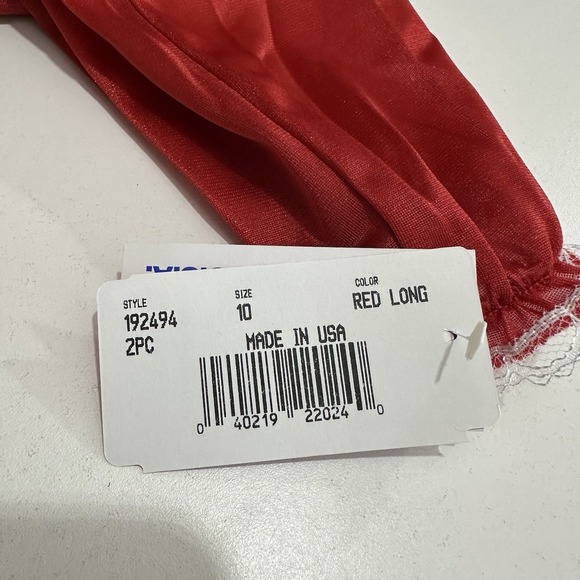 STYLE
192494
2PC
SIZE
10
COLOR
RED LONG
MADE IN USA
0 40219 22024 0